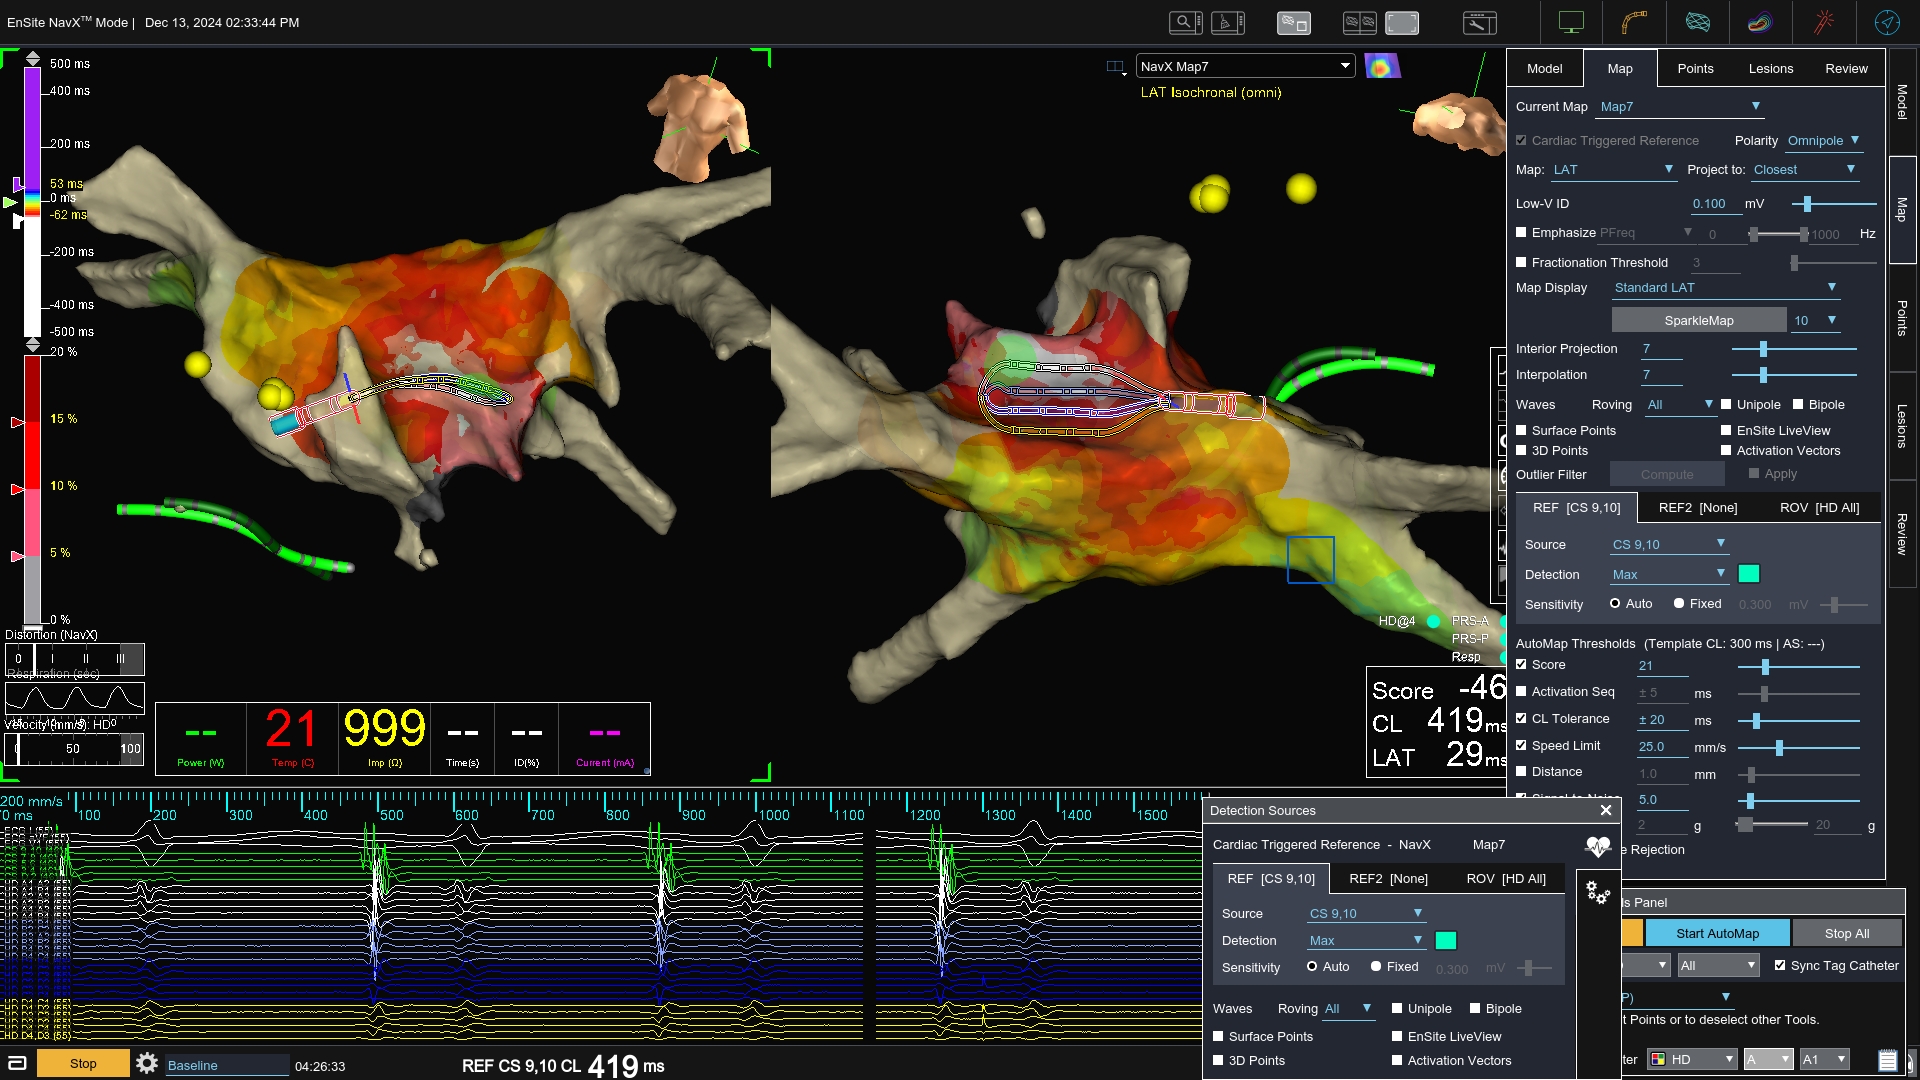 EnSite NavX™ Mode | Dec 13, 2024 02:33:44 PM
500 ms
400 ms
200 ms
53 ms
0 ms
-62 ms
-200 ms
-400 ms
-500 ms
20 %
15 %
10 %
5 %
0 %
Distortion (NavX)
0 I II III
Respiration (sec)
Velocity (mm/s): HD
0 50 100
-- 21 999 -- -- --
Power (W) Temp (C) Imp (Ω) Time(s) ID(%) Current (mA)
NavX Map7
LAT Isochronal (omni)
HD@4 PRS-A
PRS-P
Resp
Score -46
CL 419ms
LAT 29ms
Model Map Points Lesions Review
Current Map Map7
Cardiac Triggered Reference Polarity Omnipole
Map: LAT Project to: Closest
Low-V ID 0.100 mV
Emphasize PFreq 0 1000 Hz
Fractionation Threshold 3
Map Display Standard LAT
SparkleMap 10
Interior Projection 7
Interpolation 7
Waves Roving All Unipole Bipole
Surface Points EnSite LiveView
3D Points Activation Vectors
Outlier Filter Compute Apply
REF [CS 9,10] REF2 [None] ROV [HD All]
Source CS 9,10
Detection Max
Sensitivity Auto Fixed 0.300 mV
AutoMap Thresholds (Template CL: 300 ms | AS: ---)
Score 21
Activation Seq ± 5 ms
CL Tolerance ± 20 ms
Speed Limit 25.0 mm/s
Distance 1.0 mm
5.0
2 g 20 g
Rejection
Model
Map
Points
Lesions
Review
200 mm/s
0 ms 100 200 300 400 500 600 700 800 900 1000 1100 1200 1300 1400 1500
HD D4,D3 (55)
Detection Sources
Cardiac Triggered Reference - NavX Map7
REF [CS 9,10] REF2 [None] ROV [HD All]
Source CS 9,10
Detection Max
Sensitivity Auto Fixed 0.300 mV
Waves Roving All Unipole Bipole
Surface Points EnSite LiveView
3D Points Activation Vectors
ls Panel
Start AutoMap Stop All
All Sync Tag Catheter
P)
t Points or to deselect other Tools.
ter HD A A1
Stop Baseline 04:26:33 REF CS 9,10 CL 419 ms